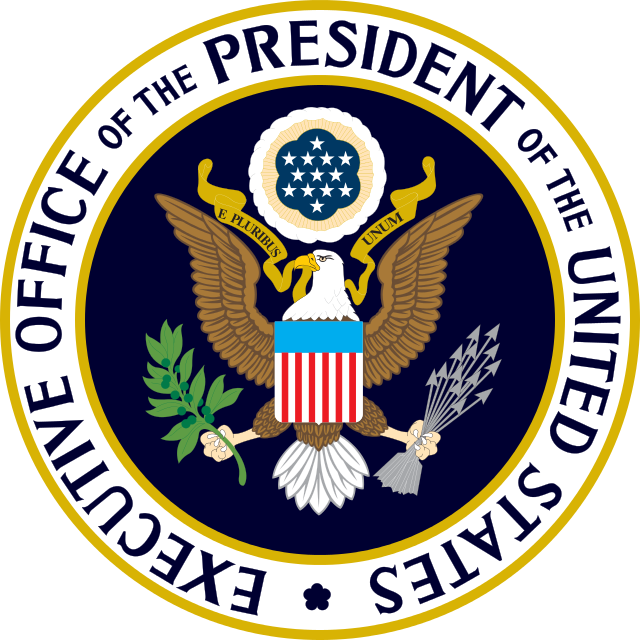 EXECUTIVE OFFICE OF THE PRESIDENT OF THE UNITED STATES
E PLURIBUS UNUM